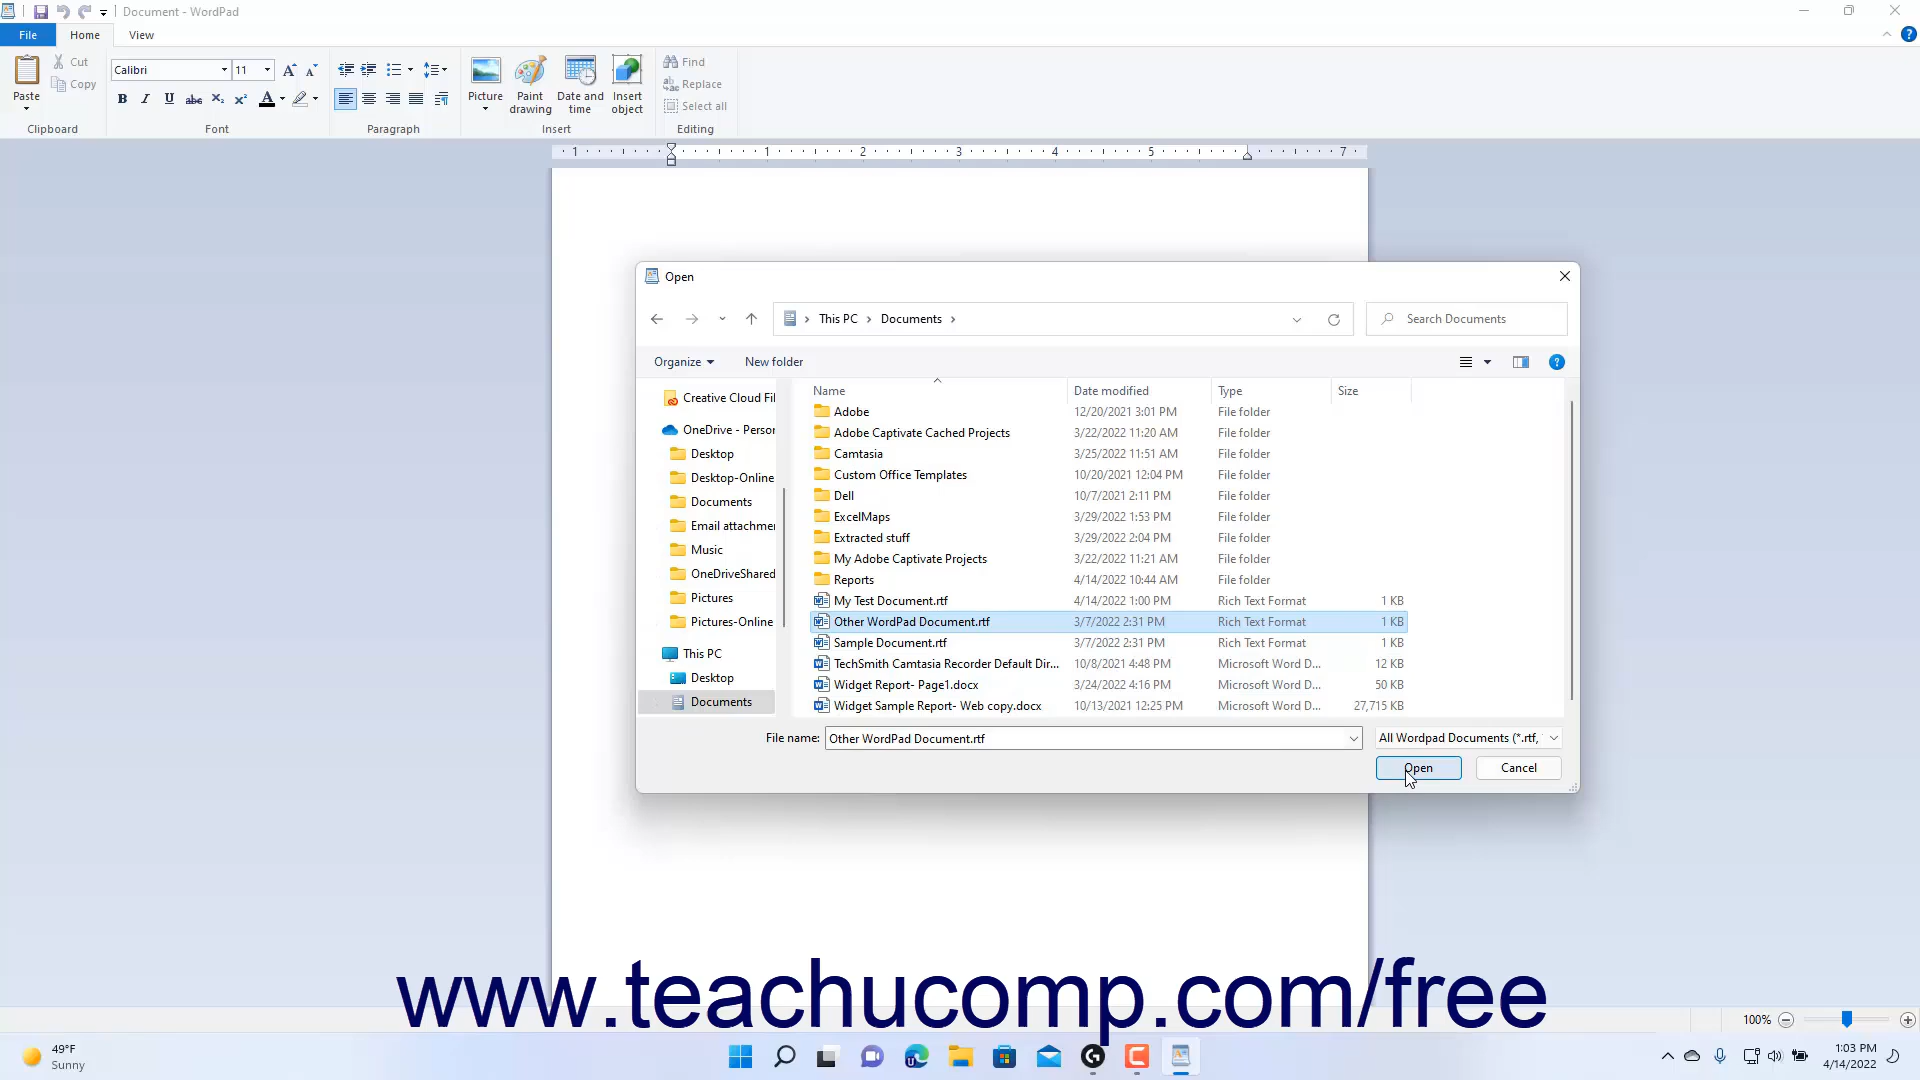 Document - WordPad
File Home View
Paste Cut Copy
Clipboard
Calibri 11
B I U abc X₂ X² A
Font
Paragraph
Picture Paint drawing Date and time Insert object
Insert
Find
Replace
Select all
Editing
1 1 2 3 4 5 7
Open
This PC > Documents >
Search Documents
Organize New folder
Name Date modified Type Size
Creative Cloud Fil
OneDrive - Person
Desktop
Desktop-Online
Documents
Email attachmen
Music
OneDriveShared
Pictures
Pictures-Online
This PC
Desktop
Documents
Adobe 12/20/2021 3:01 PM File folder
Adobe Captivate Cached Projects 3/22/2022 11:20 AM File folder
Camtasia 3/25/2022 11:51 AM File folder
Custom Office Templates 10/20/2021 12:04 PM File folder
Dell 10/7/2021 2:11 PM File folder
ExcelMaps 3/29/2022 1:53 PM File folder
Extracted stuff 3/29/2022 2:04 PM File folder
My Adobe Captivate Projects 3/22/2022 11:21 AM File folder
Reports 4/14/2022 10:44 AM File folder
My Test Document.rtf 4/14/2022 1:00 PM Rich Text Format 1 KB
Other WordPad Document.rtf 3/7/2022 2:31 PM Rich Text Format 1 KB
Sample Document.rtf 3/7/2022 2:31 PM Rich Text Format 1 KB
TechSmith Camtasia Recorder Default Dir... 10/8/2021 4:48 PM Microsoft Word D... 12 KB
Widget Report- Page1.docx 3/24/2022 4:16 PM Microsoft Word D... 50 KB
Widget Sample Report- Web copy.docx 10/13/2021 12:25 PM Microsoft Word D... 27,715 KB
File name: Other WordPad Document.rtf All Wordpad Documents (*.rtf,
Open Cancel
www.teachucomp.com/free
100%
49°F
Sunny
1:03 PM
4/14/2022